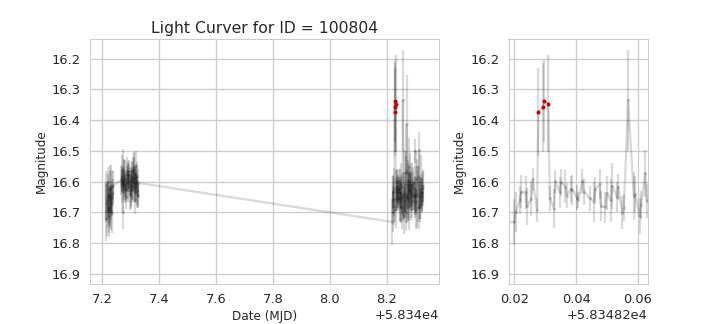 Light Curver for ID = 100804
Magnitude
16.2
16.3
16.4
16.5
16.6
16.7
16.8
16.9
7.2 7.4 7.6 7.8 8.0 8.2
Date (MJD)
+5.834e4
Magnitude
16.2
16.3
16.4
16.5
16.6
16.7
16.8
16.9
0.02 0.04 0.06
+5.83482e4